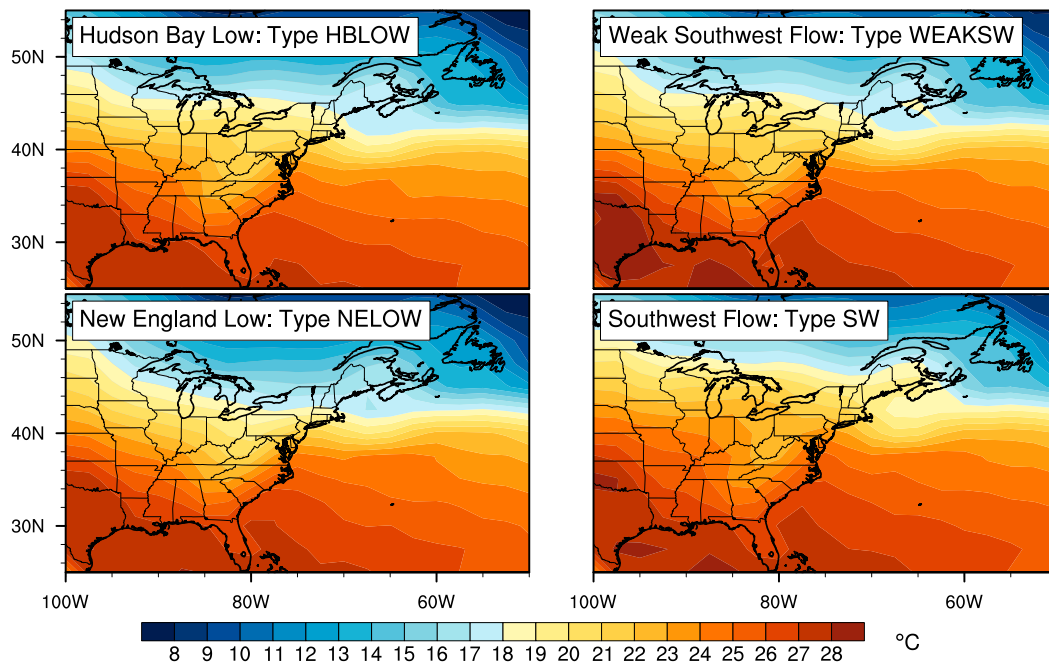 Hudson Bay Low: Type HBLOW
Weak Southwest Flow: Type WEAKSW
50N
40N
30N
New England Low: Type NELOW
Southwest Flow: Type SW
50N
40N
30N
100W 80W 60W
100W 80W 60W
8 9 10 11 12 13 14 15 16 17 18 19 20 21 22 23 24 25 26 27 28 °C